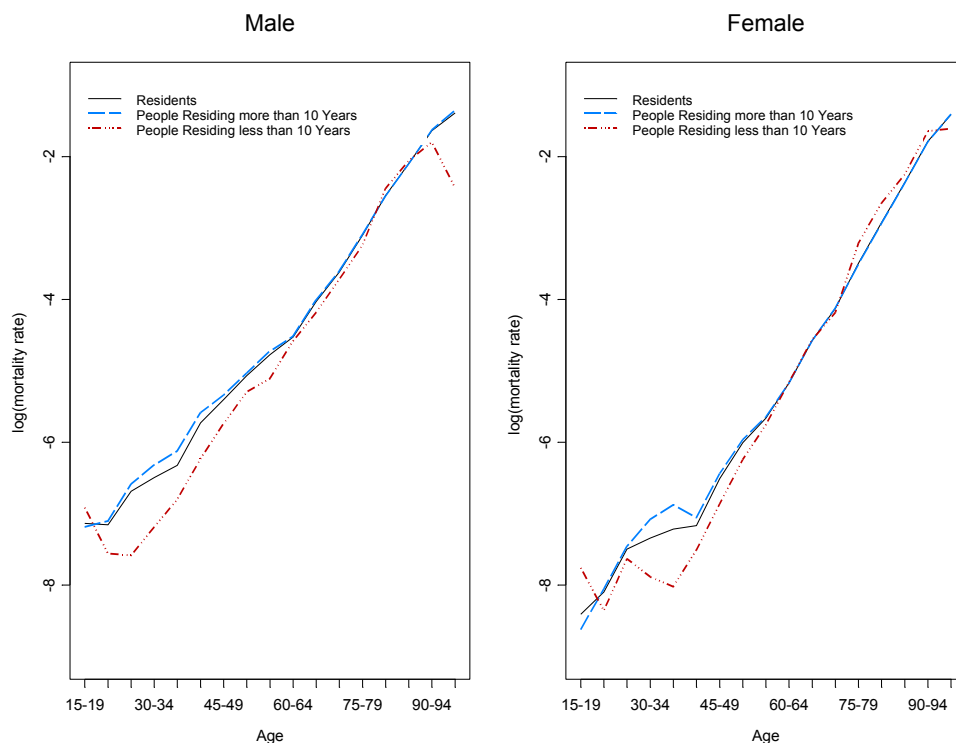 Male
Residents
People Residing more than 10 Years
People Residing less than 10 Years
log(mortality rate)
-2
-4
-6
-8
15-19 30-34 45-49 60-64 75-79 90-94
Age
Female
Residents
People Residing more than 10 Years
People Residing less than 10 Years
log(mortality rate)
-2
-4
-6
-8
15-19 30-34 45-49 60-64 75-79 90-94
Age